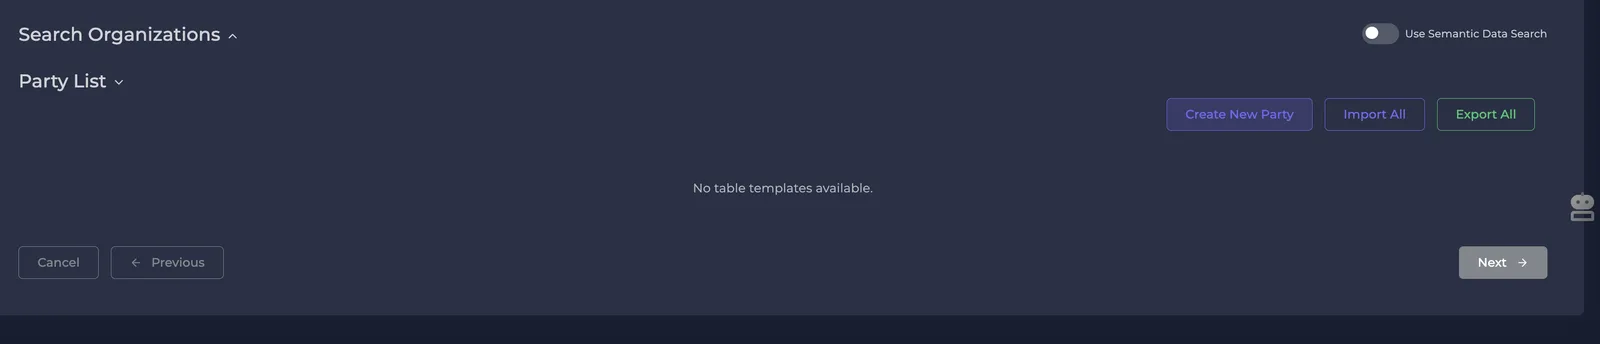 Search Organizations
Use Semantic Data Search
Party List
Create New Party
Import All
Export All
No table templates available.
Cancel
Previous
Next